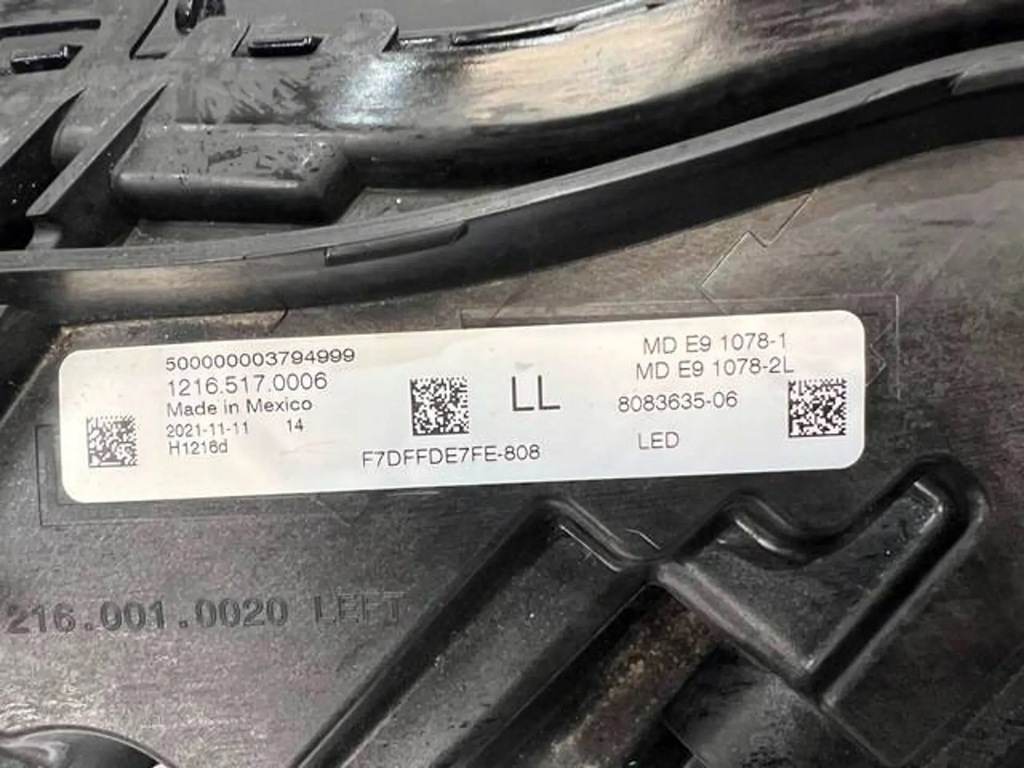 500000003794999
1216.517.0006
Made in Mexico
2021-11-11 14
H1216d
F7DFFDE7FE-808
LL
MD E9 1078-1
MD E9 1078-2L
8083635-06
LED
216.001.0020 LEFT